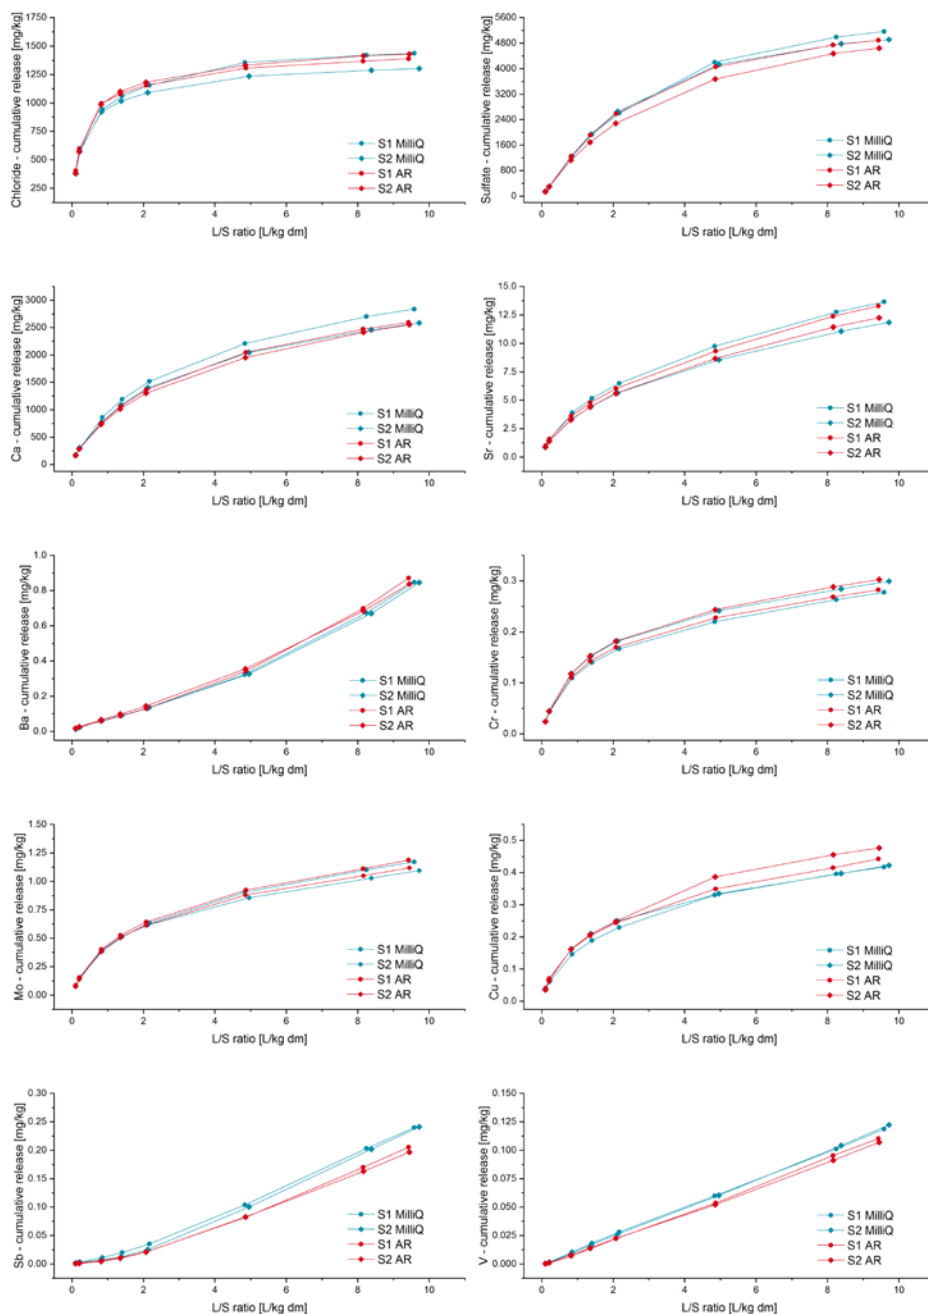 Chloride - cumulative release [mg/kg]
1750
1500
1250
1000
750
500
250
0 2 4 6 8 10
L/S ratio [L/kg dm]
S1 MilliQ
S2 MilliQ
S1 AR
S2 AR
Sulfate - cumulative release [mg/kg]
5600
4800
4000
3200
2400
1600
800
0
0 2 4 6 8 10
L/S ratio [L/kg dm]
S1 MilliQ
S2 MilliQ
S1 AR
S2 AR
Ca - cumulative release [mg/kg]
3000
2500
2000
1500
1000
500
0
0 2 4 6 8 10
L/S ratio [L/kg dm]
S1 MilliQ
S2 MilliQ
S1 AR
S2 AR
Sr - cumulative release [mg/kg]
15.0
12.5
10.0
7.5
5.0
2.5
0.0
0 2 4 6 8 10
L/S ratio [L/kg dm]
S1 MilliQ
S2 MilliQ
S1 AR
S2 AR
Ba - cumulative release [mg/kg]
1.0
0.8
0.6
0.4
0.2
0.0
0 2 4 6 8 10
L/S ratio [L/kg dm]
S1 MilliQ
S2 MilliQ
S1 AR
S2 AR
Cr - cumulative release [mg/kg]
0.3
0.2
0.1
0.0
0 2 4 6 8 10
L/S ratio [L/kg dm]
S1 MilliQ
S2 MilliQ
S1 AR
S2 AR
Mo - cumulative release [mg/kg]
1.50
1.25
1.00
0.75
0.50
0.25
0.00
0 2 4 6 8 10
L/S ratio [L/kg dm]
S1 MilliQ
S2 MilliQ
S1 AR
S2 AR
Cu - cumulative release [mg/kg]
0.5
0.4
0.3
0.2
0.1
0.0
0 2 4 6 8 10
L/S ratio [L/kg dm]
S1 MilliQ
S2 MilliQ
S1 AR
S2 AR
Sb - cumulative release [mg/kg]
0.30
0.25
0.20
0.15
0.10
0.05
0.00
0 2 4 6 8 10
L/S ratio [L/kg dm]
S1 MilliQ
S2 MilliQ
S1 AR
S2 AR
V - cumulative release [mg/kg]
0.150
0.125
0.100
0.075
0.050
0.025
0.000
0 2 4 6 8 10
L/S ratio [L/kg dm]
S1 MilliQ
S2 MilliQ
S1 AR
S2 AR